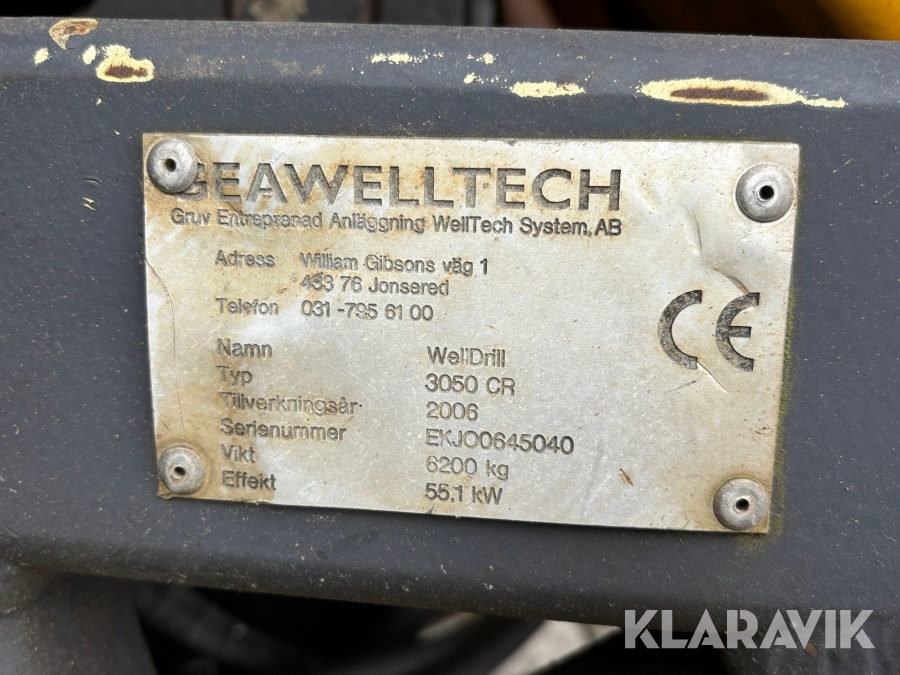 GEAWELLTECH
Gruv Entreprenad Anläggning WellTech System, AB
Adress William Gibsons väg 1
433 76 Jonsered
Telefon 031-795 61 00
Namn WellDrill
Typ 3050 CR
Tillverkningsår 2006
Serienummer EKJO0645040
Vikt 6200 kg
Effekt 55,1 kW
CE
KLARAVIK